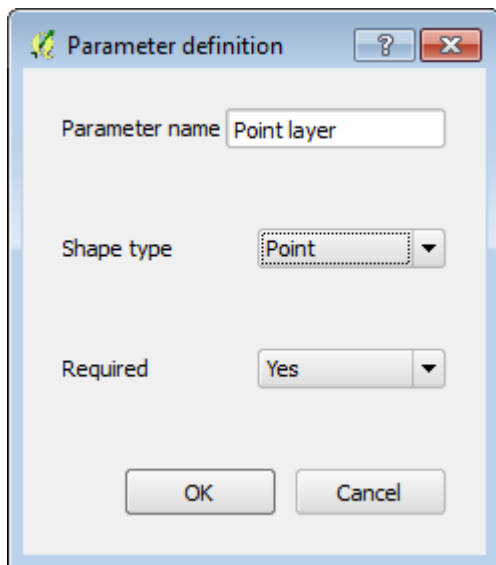 Parameter definition ?
Parameter name Point layer
Shape type Point
Required Yes
OK Cancel